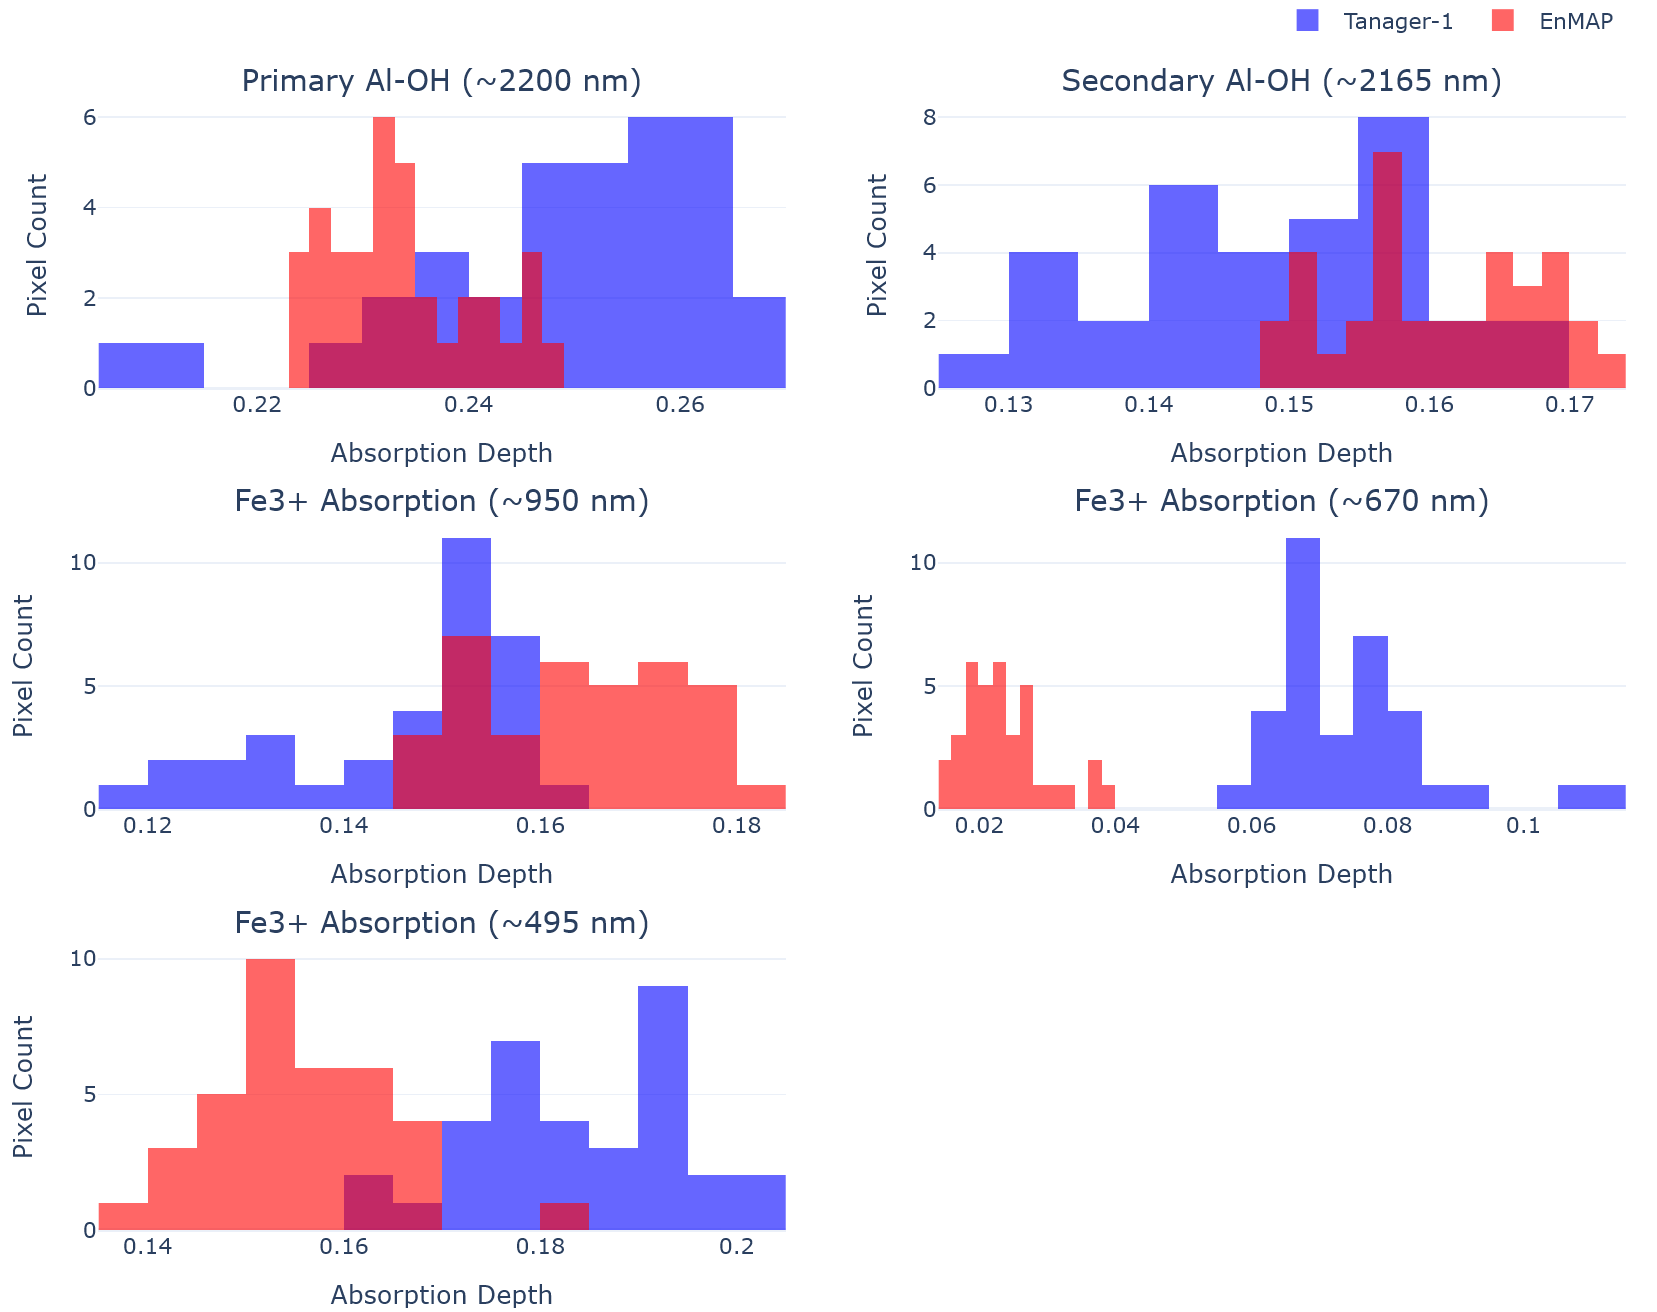 Tanager-1 EnMAP
Primary Al-OH (~2200 nm)
Pixel Count
6
4
2
0
0.22 0.24 0.26
Absorption Depth
Secondary Al-OH (~2165 nm)
Pixel Count
8
6
4
2
0
0.13 0.14 0.15 0.16 0.17
Absorption Depth
Fe3+ Absorption (~950 nm)
Pixel Count
10
5
0
0.12 0.14 0.16 0.18
Absorption Depth
Fe3+ Absorption (~670 nm)
Pixel Count
10
5
0
0.02 0.04 0.06 0.08 0.1
Absorption Depth
Fe3+ Absorption (~495 nm)
Pixel Count
10
5
0
0.14 0.16 0.18 0.2
Absorption Depth